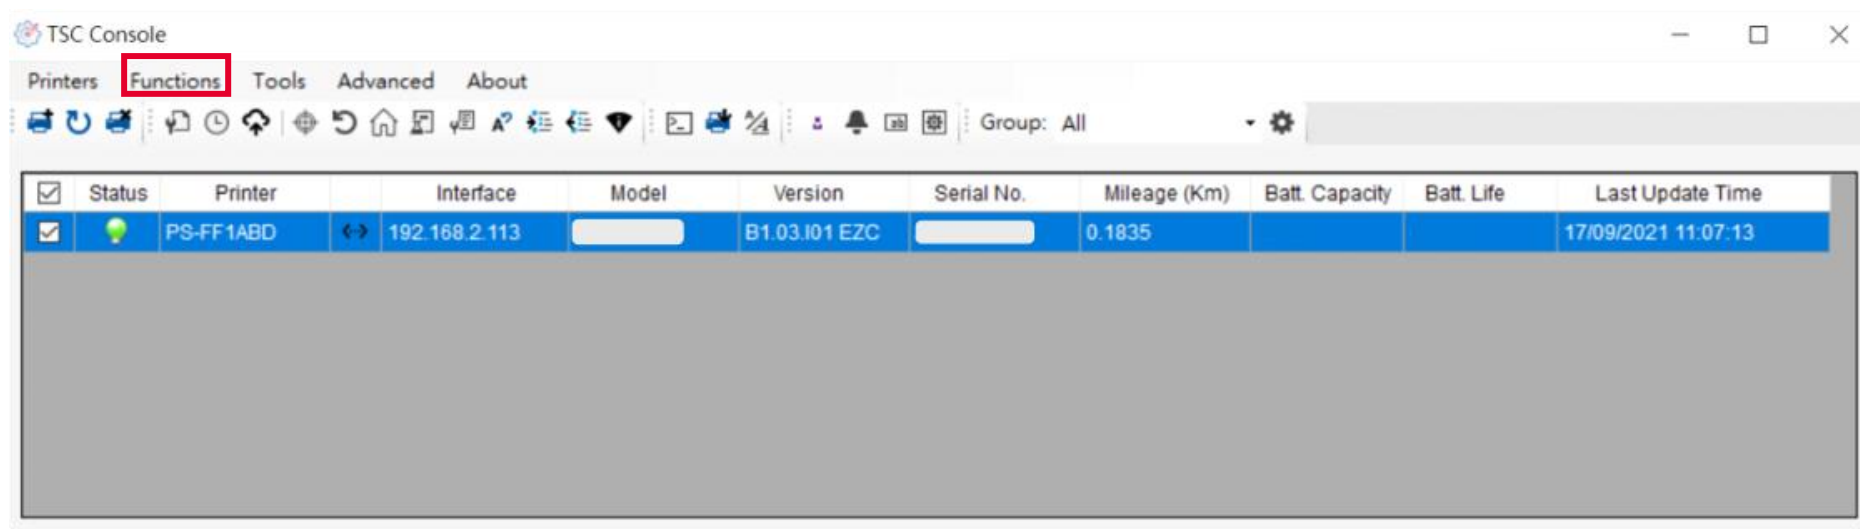 TSC Console
Printers Functions Tools Advanced About
Group: All
Status Printer Interface Model Version Serial No. Mileage (Km) Batt. Capacity Batt. Life Last Update Time
PS-FF1ABD 192.168.2.113 B1.03.I01 EZC 0.1835 17/09/2021 11:07:13